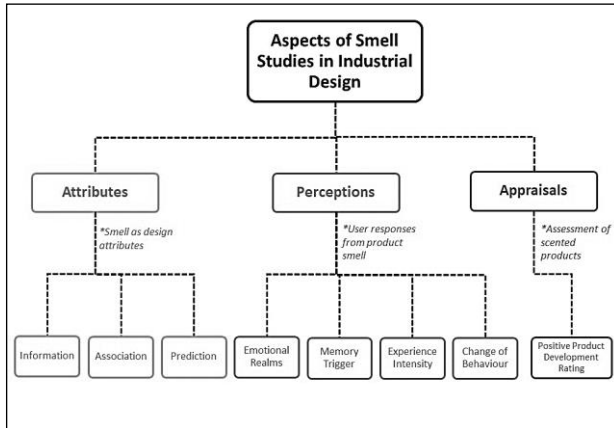 Aspects of Smell
Studies in Industrial
Design
Attributes
Perceptions
Appraisals
*Smell as design
attributes
*User responses
from product
smell
*Assessment of
scented
products
Information
Association
Prediction
Emotional
Realms
Memory
Trigger
Experience
Intensity
Change of
Behaviour
Positive Product
Development
Rating